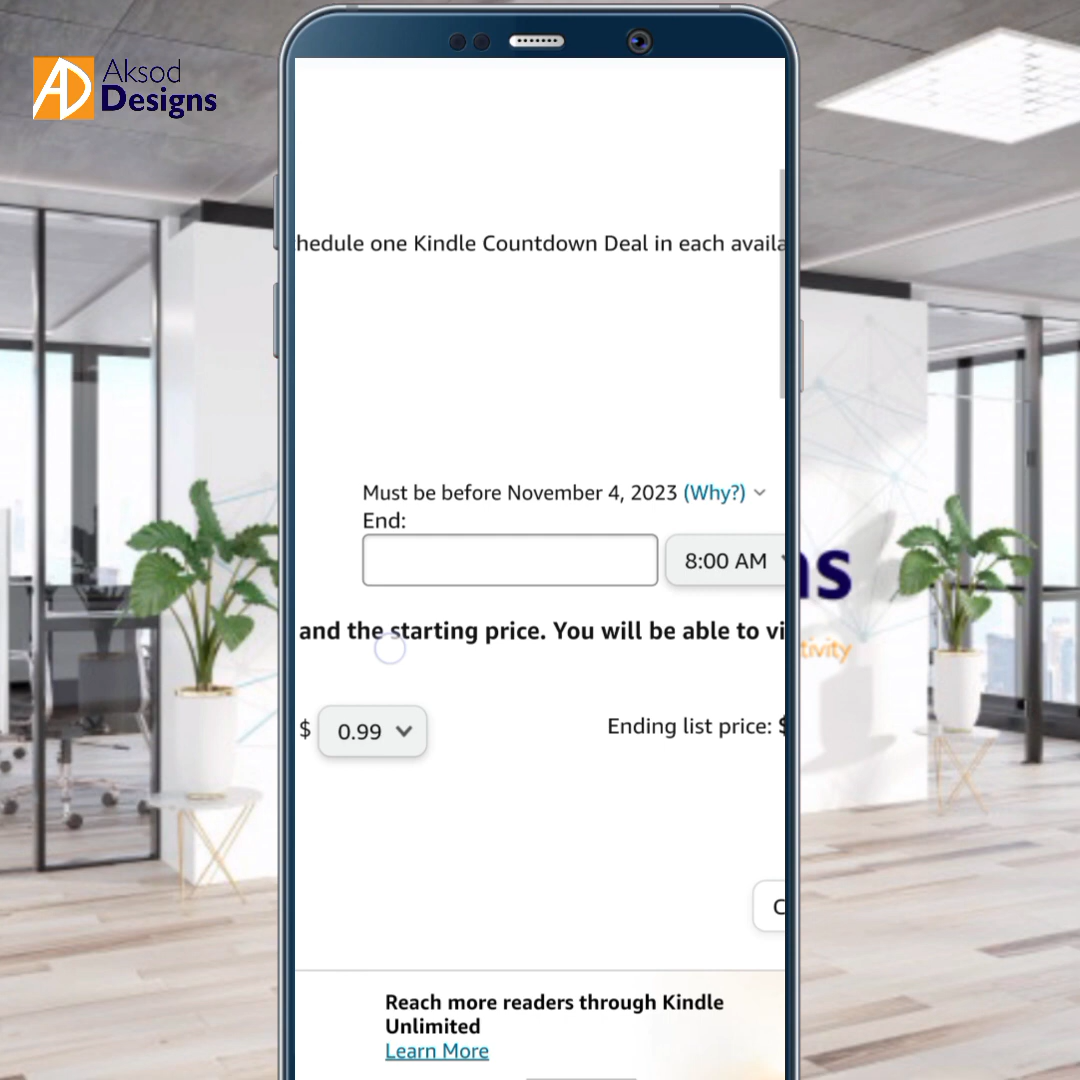 Aksod
Designs
hedule one Kindle Countdown Deal in each availa
Must be before November 4, 2023 (Why?)
End:
8:00 AM
and the starting price. You will be able to vi
$ 0.99
Ending list price: $
C
Reach more readers through Kindle
Unlimited
Learn More
s
tivity